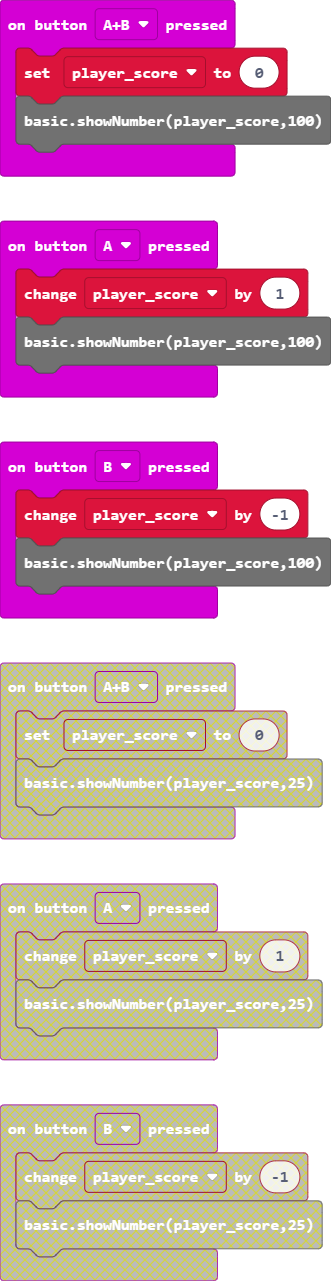 on button A+B pressed
set player_score to 0
basic.showNumber(player_score,100)
on button A pressed
change player_score by 1
basic.showNumber(player_score,100)
on button B pressed
change player_score by -1
basic.showNumber(player_score,100)
on button A+B pressed
set player_score to 0
basic.showNumber(player_score,25)
on button A pressed
change player_score by 1
basic.showNumber(player_score,25)
on button B pressed
change player_score by -1
basic.showNumber(player_score,25)